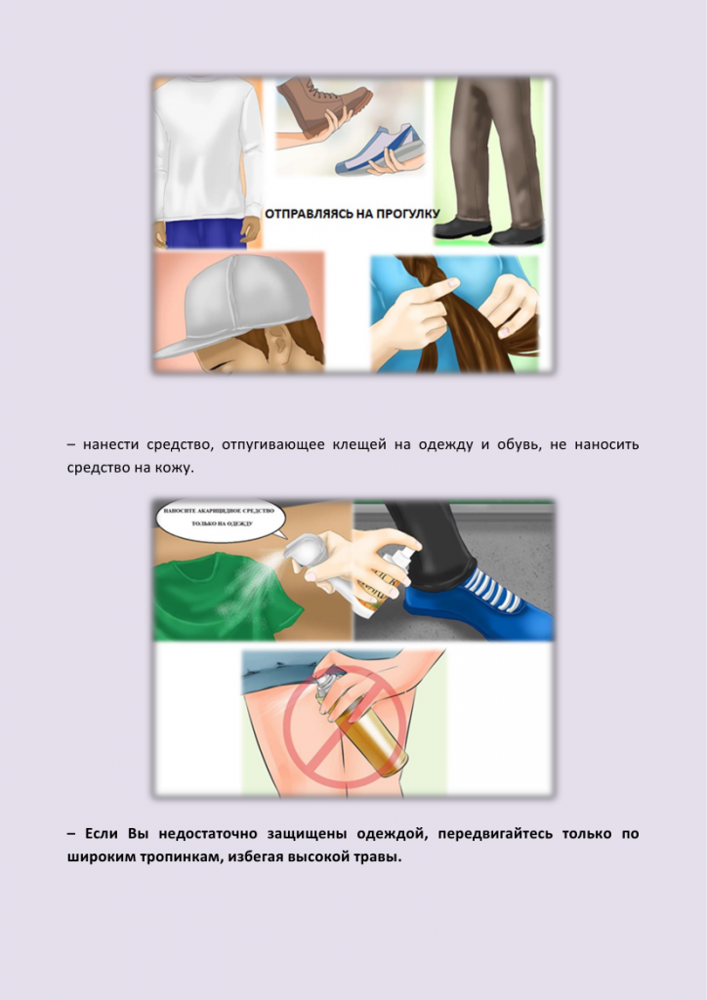 ОТПРАВЛЯЯСЬ НА ПРОГУЛКУ
– нанести средство, отпугивающее клещей на одежду и обувь, не наносить
средство на кожу.
НАНОСИТЕ АКАРИЦИДНОЕ СРЕДСТВО
ТОЛЬКО НА ОДЕЖДУ
– Если Вы недостаточно защищены одеждой, передвигайтесь только по
широким тропинкам, избегая высокой травы.